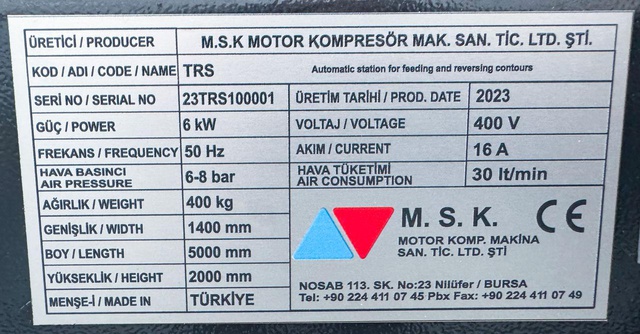 ÜRETİCİ / PRODUCER M.S.K MOTOR KOMPRESÖR MAK. SAN. TİC. LTD. ŞTİ.
KOD / ADI / CODE / NAME TRS Automatic station for feeding and reversing contours
SERİ NO / SERIAL NO 23TRS100001 ÜRETİM TARİHİ / PROD. DATE 2023
GÜÇ / POWER 6 kW VOLTAJ / VOLTAGE 400 V
FREKANS / FREQUENCY 50 Hz AKIM / CURRENT 16 A
HAVA BASINCI
AIR PRESSURE 6-8 bar HAVA TÜKETİMİ
AIR CONSUMPTION 30 lt/min
AĞIRLIK / WEIGHT 400 kg
GENİŞLİK / WIDTH 1400 mm
BOY / LENGTH 5000 mm
YÜKSEKLİK / HEIGHT 2000 mm
MENŞE-İ / MADE IN TÜRKİYE
M. S. K. CE
MOTOR KOMP. MAKİNA
SAN. TİC. LTD. ŞTİ
NOSAB 113. SK. No:23 Nilüfer / BURSA
Tel: +90 224 411 07 45 Pbx Fax: +90 224 411 07 49